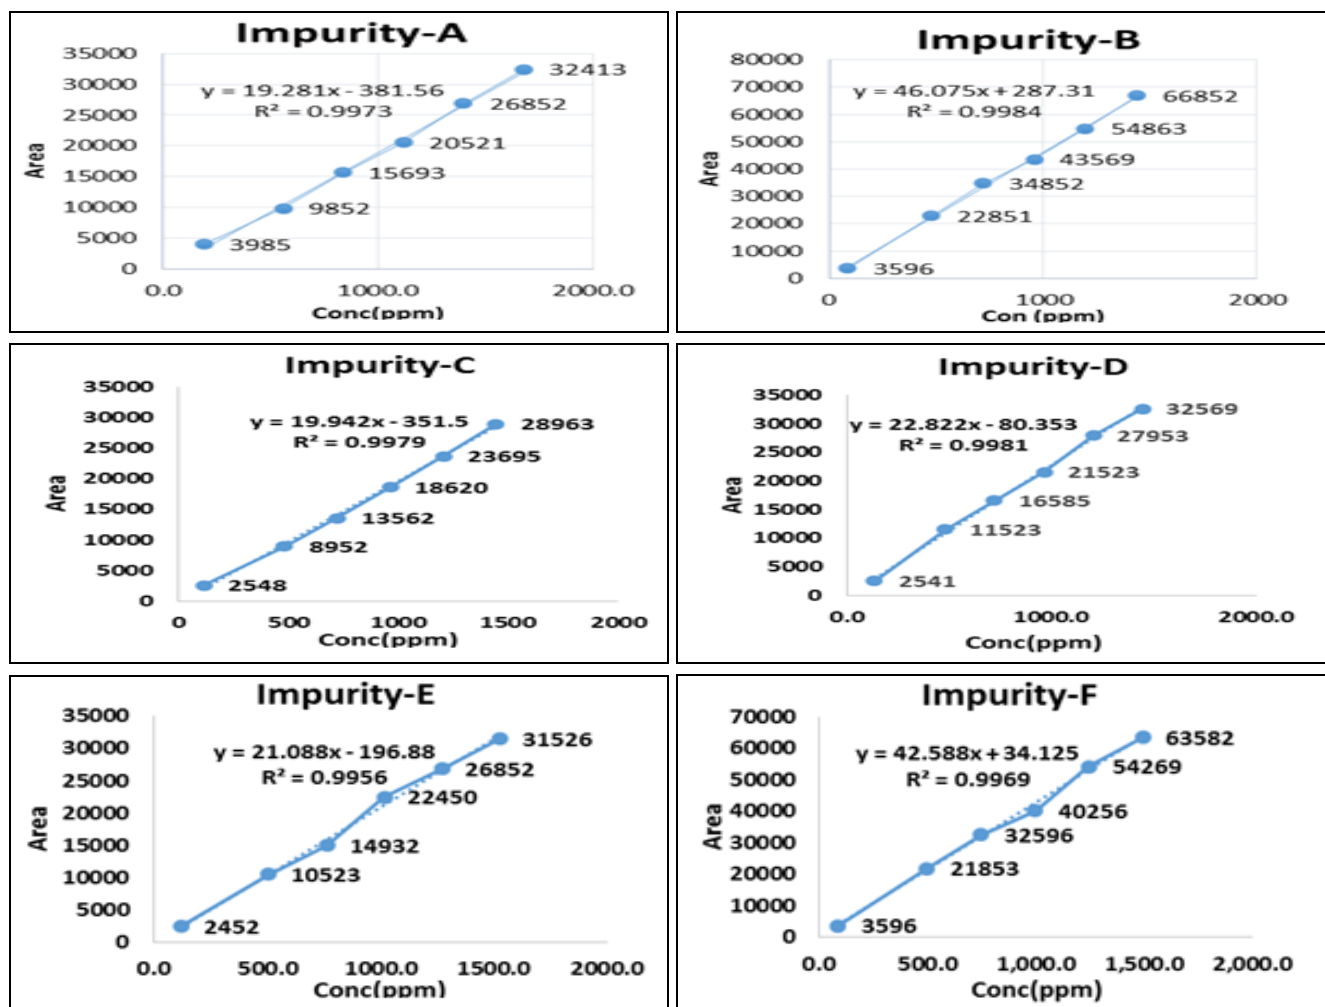 Impurity-A
35000
30000
25000
20000
15000
10000
5000
0
Area
y = 19.281x - 381.56
R² = 0.9973
32413
26852
20521
15693
9852
3985
0.0 1000.0 2000.0
Conc(ppm)
Impurity-B
80000
70000
60000
50000
40000
30000
20000
10000
0
Area
y = 46.075x + 287.31
R² = 0.9984
66852
54863
43569
34852
22851
3596
0 1000 2000
Con (ppm)
Impurity-C
35000
30000
25000
20000
15000
10000
5000
0
Area
y = 19.942x - 351.5
R² = 0.9979
28963
23695
18620
13562
8952
2548
0 500 1000 1500 2000
Conc(ppm)
Impurity-D
35000
30000
25000
20000
15000
10000
5000
0
Area
y = 22.822x - 80.353
R² = 0.9981
32569
27953
21523
16585
11523
2541
0.0 1000.0 2000.0
Conc(ppm)
Impurity-E
35000
30000
25000
20000
15000
10000
5000
0
Area
y = 21.088x - 196.88
R² = 0.9956
31526
26852
22450
14932
10523
2452
0.0 500.0 1000.0 1500.0 2000.0
Conc(ppm)
Impurity-F
70000
60000
50000
40000
30000
20000
10000
0
Area
y = 42.588x + 34.125
R² = 0.9969
63582
54269
40256
32596
21853
3596
0.0 500.0 1,000.0 1,500.0 2,000.0
Conc(ppm)